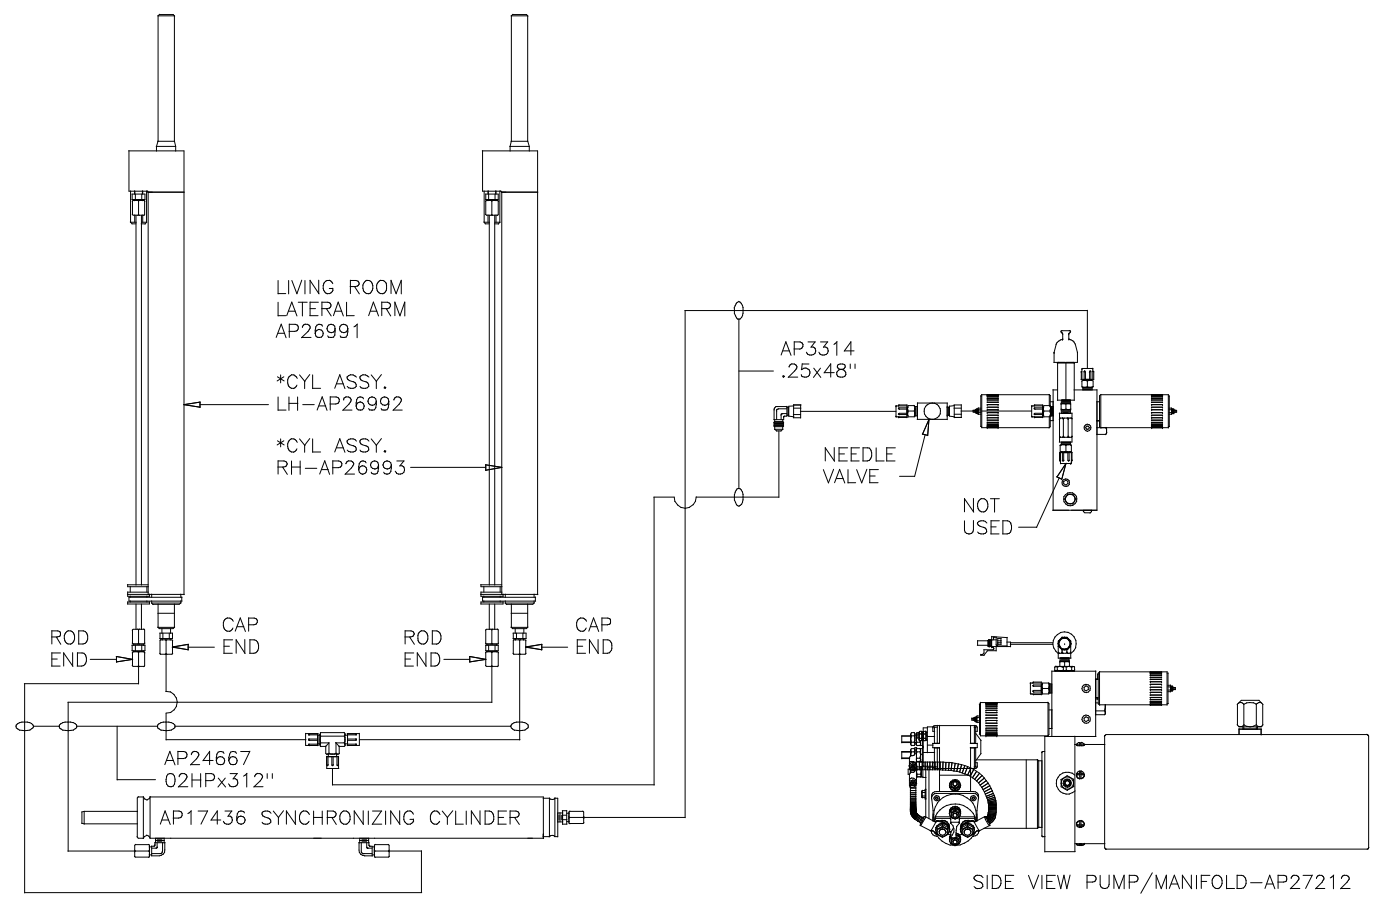 LIVING ROOM
LATERAL ARM
AP26991
*CYL ASSY.
LH-AP26992
*CYL ASSY.
RH-AP26993
AP3314
.25x48"
NEEDLE
VALVE
NOT
USED
ROD
END
CAP
END
ROD
END
CAP
END
AP24667
02HPx312"
AP17436 SYNCHRONIZING CYLINDER
SIDE VIEW PUMP/MANIFOLD-AP27212